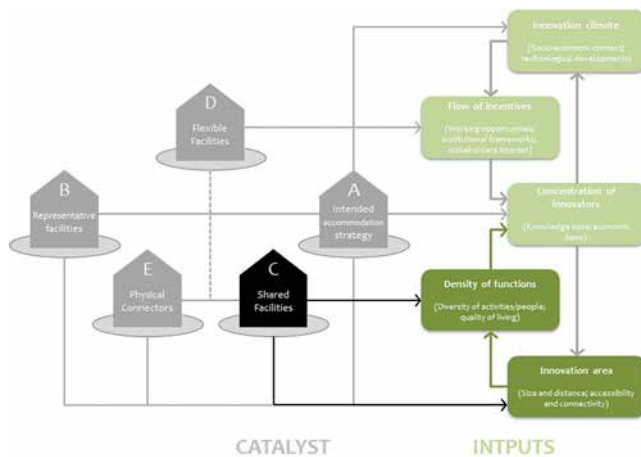 Innovation climate
(Socio-economic context;
technological developments)
D
Flexible
Facilities
Flow of incentives
(Working opportunities;
institutional frameworks;
stakeholders' interest)
B
Representative
facilities
A
Intended
accommodation
strategy
Concentration of
innovators
(Knowledge base; economic
base)
E
Physical
Connectors
C
Shared
Facilities
Density of functions
(Diversity of activities/people;
quality of living)
Innovation area
(Size and distance; accessibility
and connectivity)
CATALYST
iNTPUTS